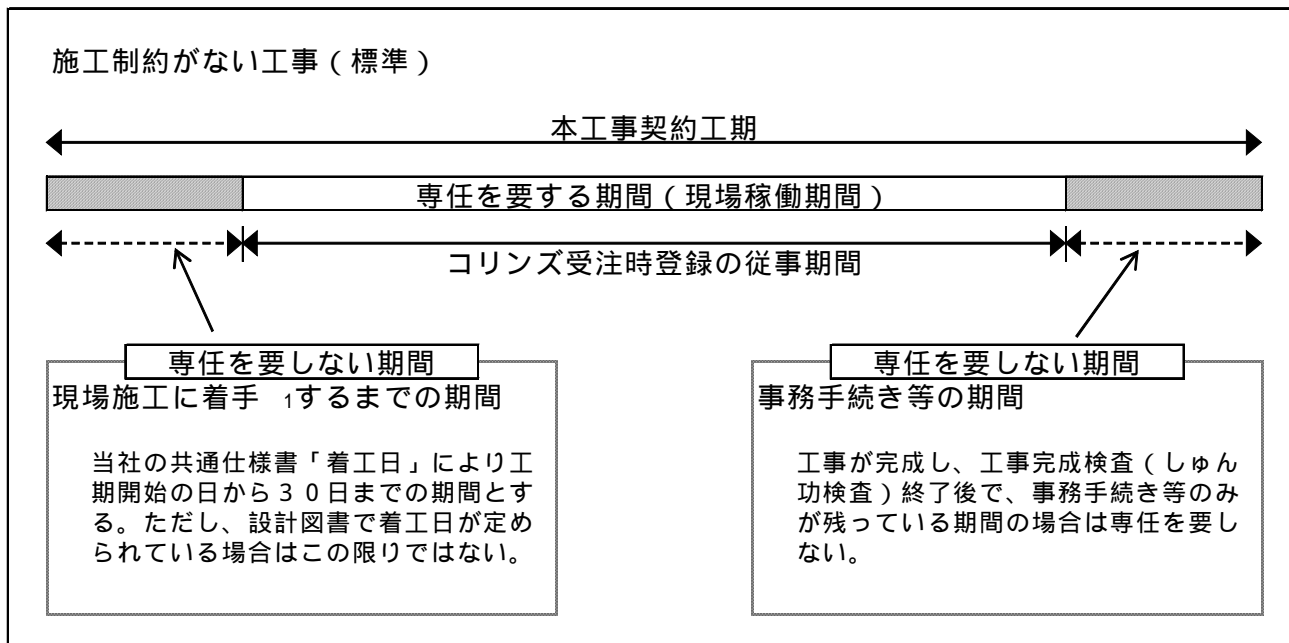 施工制約がない工事（標準）
本工事契約工期
専任を要する期間（現場稼働期間）
コリンズ受注時登録の従事期間
専任を要しない期間
現場施工に着手 1するまでの期間
当社の共通仕様書「着工日」により工
期開始の日から３０日までの期間とす
る。ただし、設計図書で着工日が定め
られている場合はこの限りではない。
専任を要しない期間
事務手続き等の期間
工事が完成し、工事完成検査（しゅん
功検査）終了後で、事務手続き等のみ
が残っている期間の場合は専任を要し
ない。